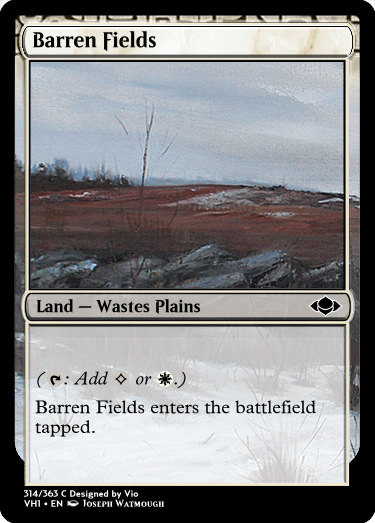 Barren Fields
Land — Wastes Plains
( : Add or .)
Barren Fields enters the battlefield
tapped.
314/363 C Designed by Vio
VH1 • EN Joseph Watmough